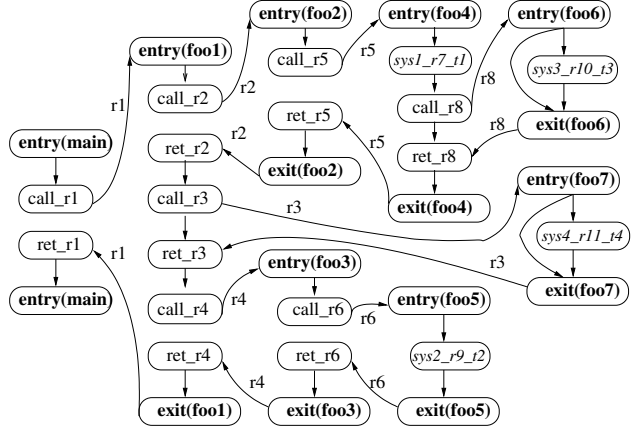 entry(foo2)
entry(foo4)
entry(foo6)
entry(foo1)
r5
call_r5
sys1_r7_t1
sys3_r10_t3
r2
r8
call_r2
call_r8
r1
ret_r5
exit(foo6)
r2
r5
r8
entry(main)
ret_r2
ret_r8
exit(foo2)
entry(foo7)
call_r1
call_r3
exit(foo4)
r3
sys4_r11_t4
ret_r1
r1
ret_r3
entry(foo3)
r3
exit(foo7)
entry(main)
call_r4
r4
call_r6
entry(foo5)
r6
ret_r4
ret_r6
sys2_r9_t2
r4
r6
exit(foo1)
exit(foo3)
exit(foo5)